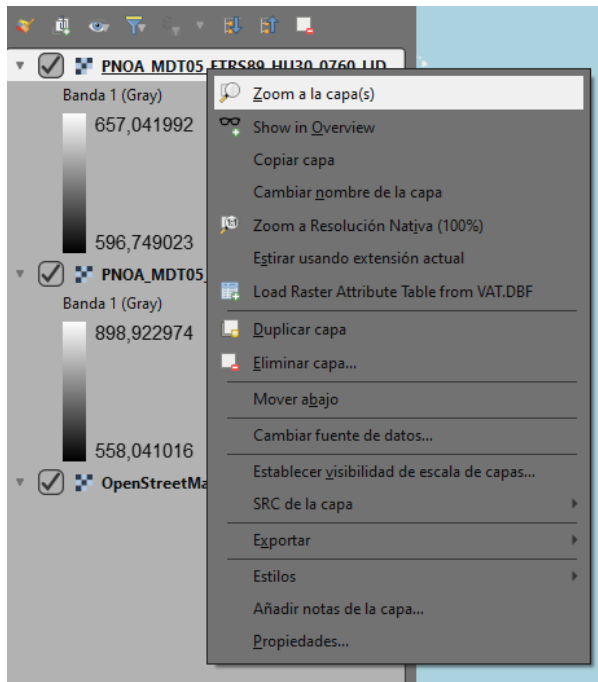 PNOA_MDT05_ETRS89_HU30_0760_LID
Banda 1 (Gray)
657,041992
596,749023
PNOA_MDT05_
Banda 1 (Gray)
898,922974
558,041016
OpenStreetMa
Zoom a la capa(s)
Show in Overview
Copiar capa
Cambiar nombre de la capa
Zoom a Resolución Nativa (100%)
Estirar usando extensión actual
Load Raster Attribute Table from VAT.DBF
Duplicar capa
Eliminar capa...
Mover abajo
Cambiar fuente de datos...
Establecer visibilidad de escala de capas...
SRC de la capa
Exportar
Estilos
Añadir notas de la capa...
Propiedades...